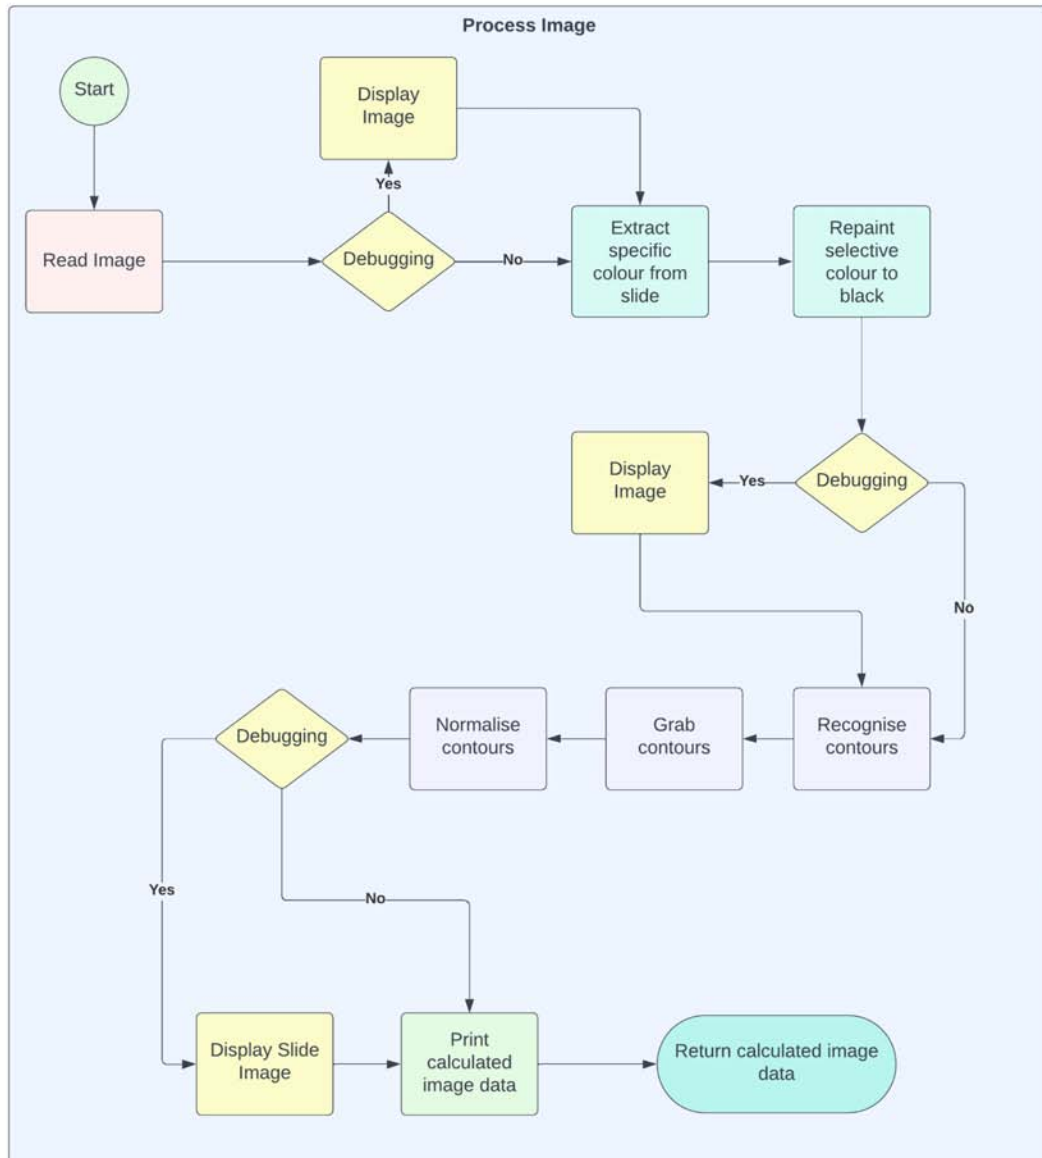 Process Image
Start
Display
Image
Yes
Read Image
Debugging
No
Extract
specific
colour from
slide
Repaint
selective
colour to
black
Display
Image
Yes
Debugging
No
Debugging
Normalise
contours
Grab
contours
Recognise
contours
Yes
No
Display Slide
Image
Print
calculated
image data
Return calculated image
data